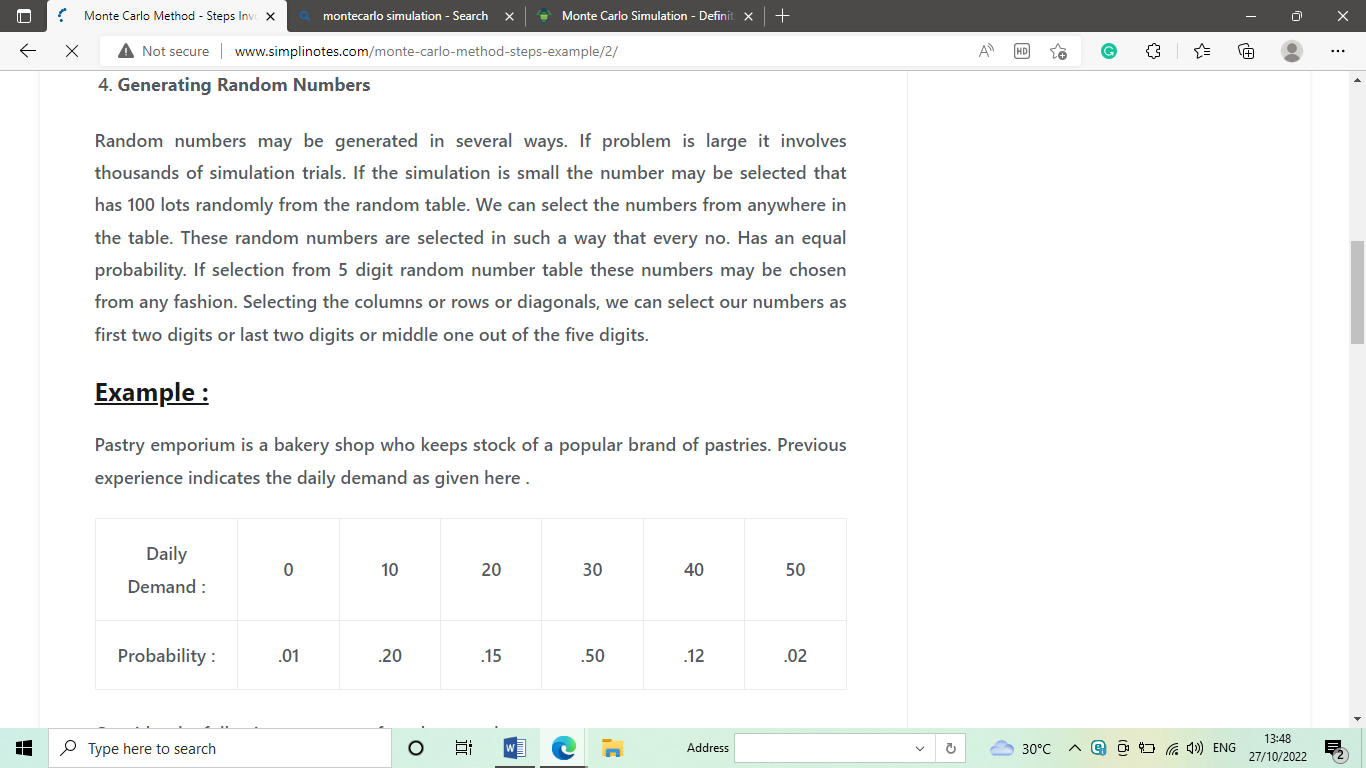 Monte Carlo Method - Steps Inv
montecarlo simulation - Search
Monte Carlo Simulation - Definit
Not secure
www.simplinotes.com/monte-carlo-method-steps-example/2/
HD
4. Generating Random Numbers
Random numbers may be generated in several ways. If problem is large it involves
thousands of simulation trials. If the simulation is small the number may be selected that
has 100 lots randomly from the random table. We can select the numbers from anywhere in
the table. These random numbers are selected in such a way that every no. Has an equal
probability. If selection from 5 digit random number table these numbers may be chosen
from any fashion. Selecting the columns or rows or diagonals, we can select our numbers as
first two digits or last two digits or middle one out of the five digits.
Example :
Pastry emporium is a bakery shop who keeps stock of a popular brand of pastries. Previous
experience indicates the daily demand as given here .
Daily Demand : 0 10 20 30 40 50
Probability : .01 .20 .15 .50 .12 .02
Type here to search
Address
30°C
ENG
13:48
27/10/2022
2